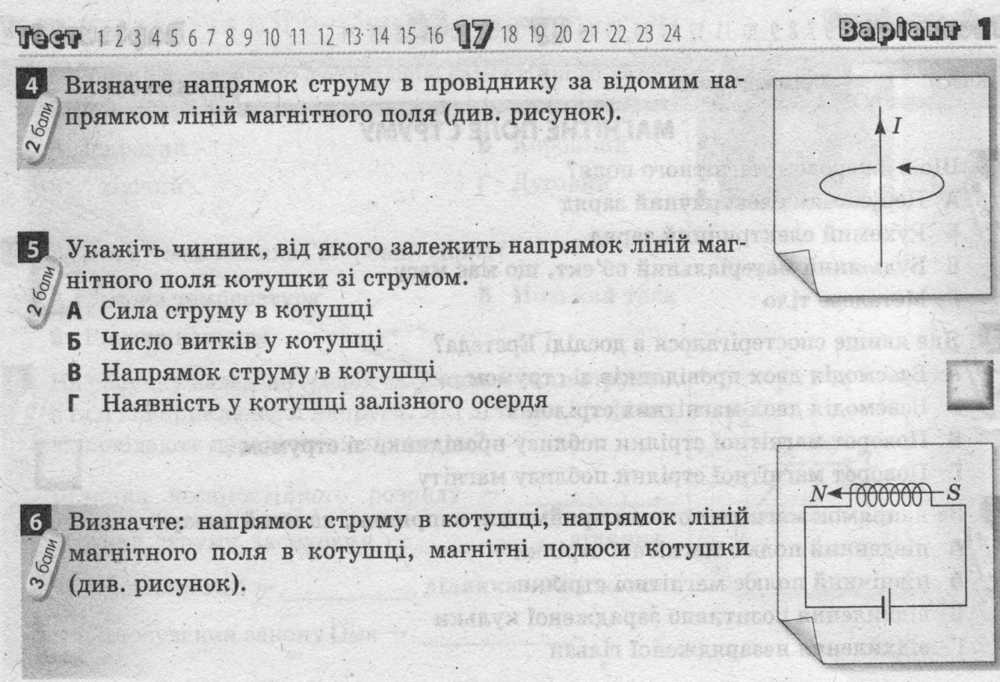 Тест 1 2 3 4 5 6 7 8 9 10 11 12 13 14 15 16 17 18 19 20 21 22 23 24 Варіант 1
4 Визначте напрямок струму в провіднику за відомим на-
прямком ліній магнітного поля (див. рисунок).
2 бали
I
5 Укажіть чинник, від якого залежить напрямок ліній маг-
нітного поля котушки зі струмом.
2 бали
А Сила струму в котушці
Б Число витків у котушці
В Напрямок струму в котушці
Г Наявність у котушці залізного осердя
6 Визначте, напрямок струму в котушці, напрямок ліній
магнітного поля в котушці, магнітні полюси котушки
(див. рисунок).
3 бали
N S